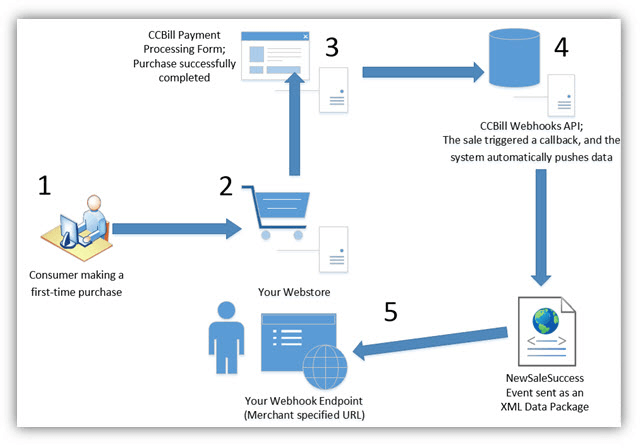 CCBill Payment
Processing Form;
Purchase successfully
completed
3
4
CCBill Webhooks API;
The sale triggered a callback, and the
system automatically pushes data
1
2
Consumer making a
first-time purchase
Your Webstore
5
NewSaleSuccess
Event sent as an
XML Data Package
Your Webhook Endpoint
(Merchant specified URL)